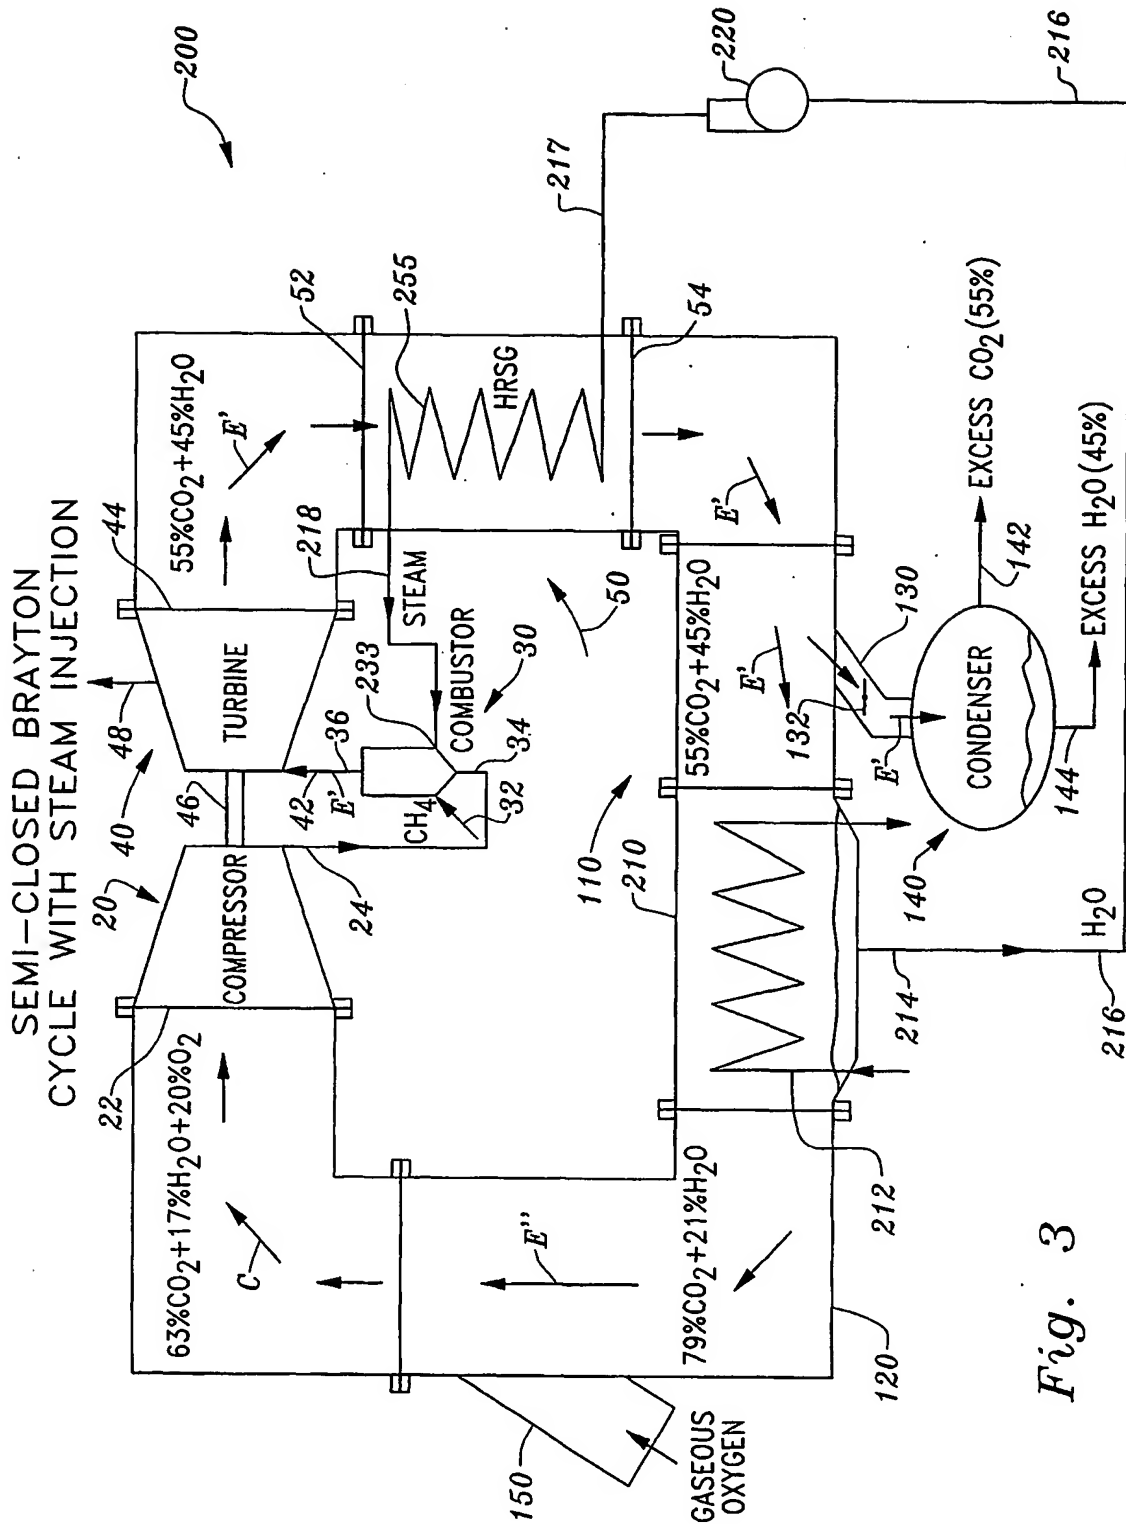 SEMI-CLOSED BRAYTON
CYCLE WITH STEAM INJECTION
200
20
40
48
44
22
46
COMPRESSOR
TURBINE
63%CO2+17%H2O+20%O2
55%CO2+45%H2O
C
E'
24
42
36
E'
218
52
233
STEAM
CH4
COMBUSTOR
30
34
32
255
HRSG
217
220
216
54
50
110
210
E"
E'
79%CO2+21%H2O
55%CO2+45%H2O
E'
150
GASEOUS
OXYGEN
120
212
132
130
E'
CONDENSER
140
142
EXCESS CO2(55%)
144
EXCESS H2O(45%)
214
H2O
216
Fig. 3